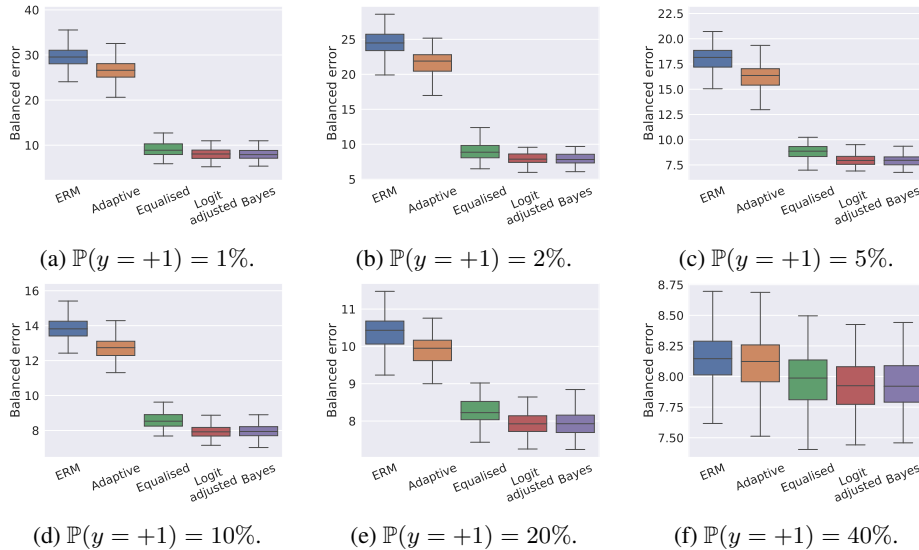 40
30
20
10
Balanced error
ERM
Adaptive
Equalised
Logit
adjusted
Bayes
(a) ℙ(y = +1) = 1%.
25
20
15
10
5
Balanced error
ERM
Adaptive
Equalised
Logit
adjusted
Bayes
(b) ℙ(y = +1) = 2%.
22.5
20.0
17.5
15.0
12.5
10.0
7.5
Balanced error
ERM
Adaptive
Equalised
Logit
adjusted
Bayes
(c) ℙ(y = +1) = 5%.
16
14
12
10
8
Balanced error
ERM
Adaptive
Equalised
Logit
adjusted
Bayes
(d) ℙ(y = +1) = 10%.
11
10
9
8
Balanced error
ERM
Adaptive
Equalised
Logit
adjusted
Bayes
(e) ℙ(y = +1) = 20%.
8.75
8.50
8.25
8.00
7.75
7.50
Balanced error
ERM
Adaptive
Equalised
Logit
adjusted
Bayes
(f) ℙ(y = +1) = 40%.